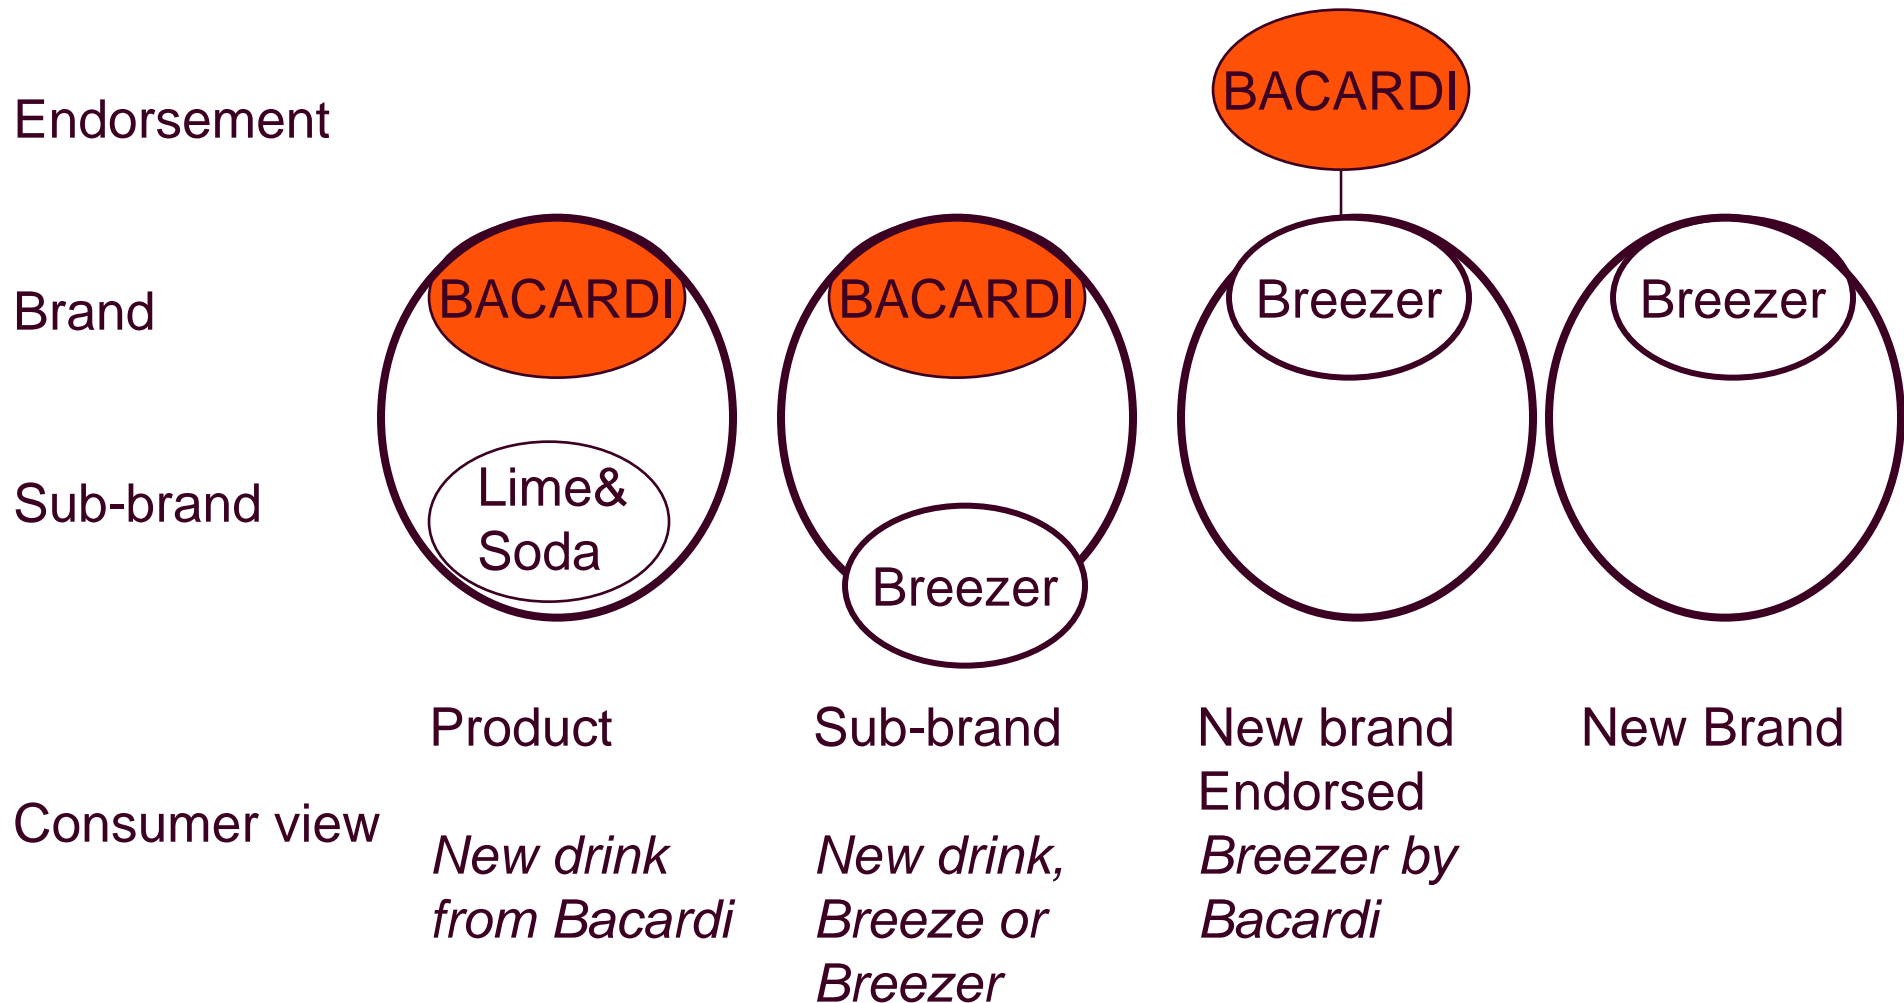 BACARDI
Endorsement
Brand
BACARDI
BACARDI
Breezer
Breezer
Sub-brand
Lime&
Soda
Breezer
Product
Sub-brand
New brand
Endorsed
New Brand
Consumer view
New drink
from Bacardi
New drink,
Breeze or
Breezer
Breezer by
Bacardi